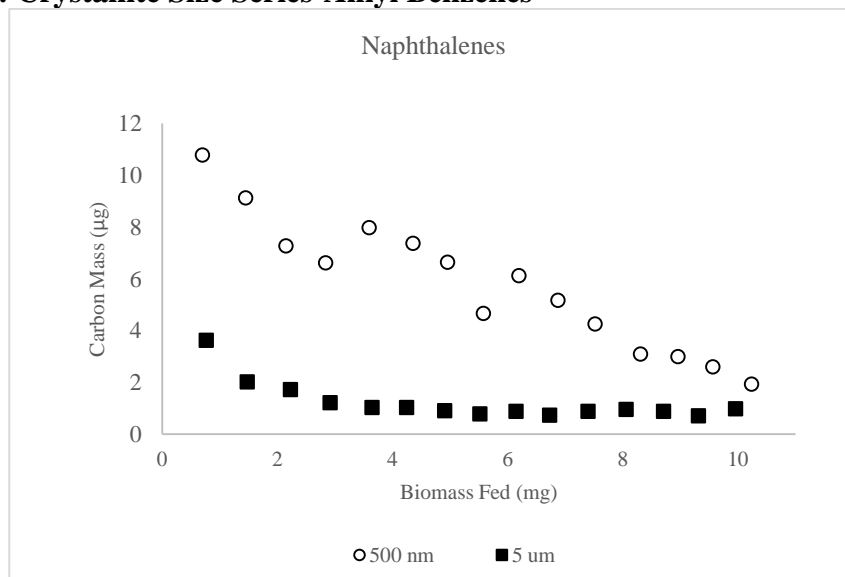 . Crystallite Size Series-Alkyl Benzenes
Naphthalenes
12
10
8
6
4
2
0
Carbon Mass (µg)
0 2 4 6 8 10
Biomass Fed (mg)
500 nm 5 um